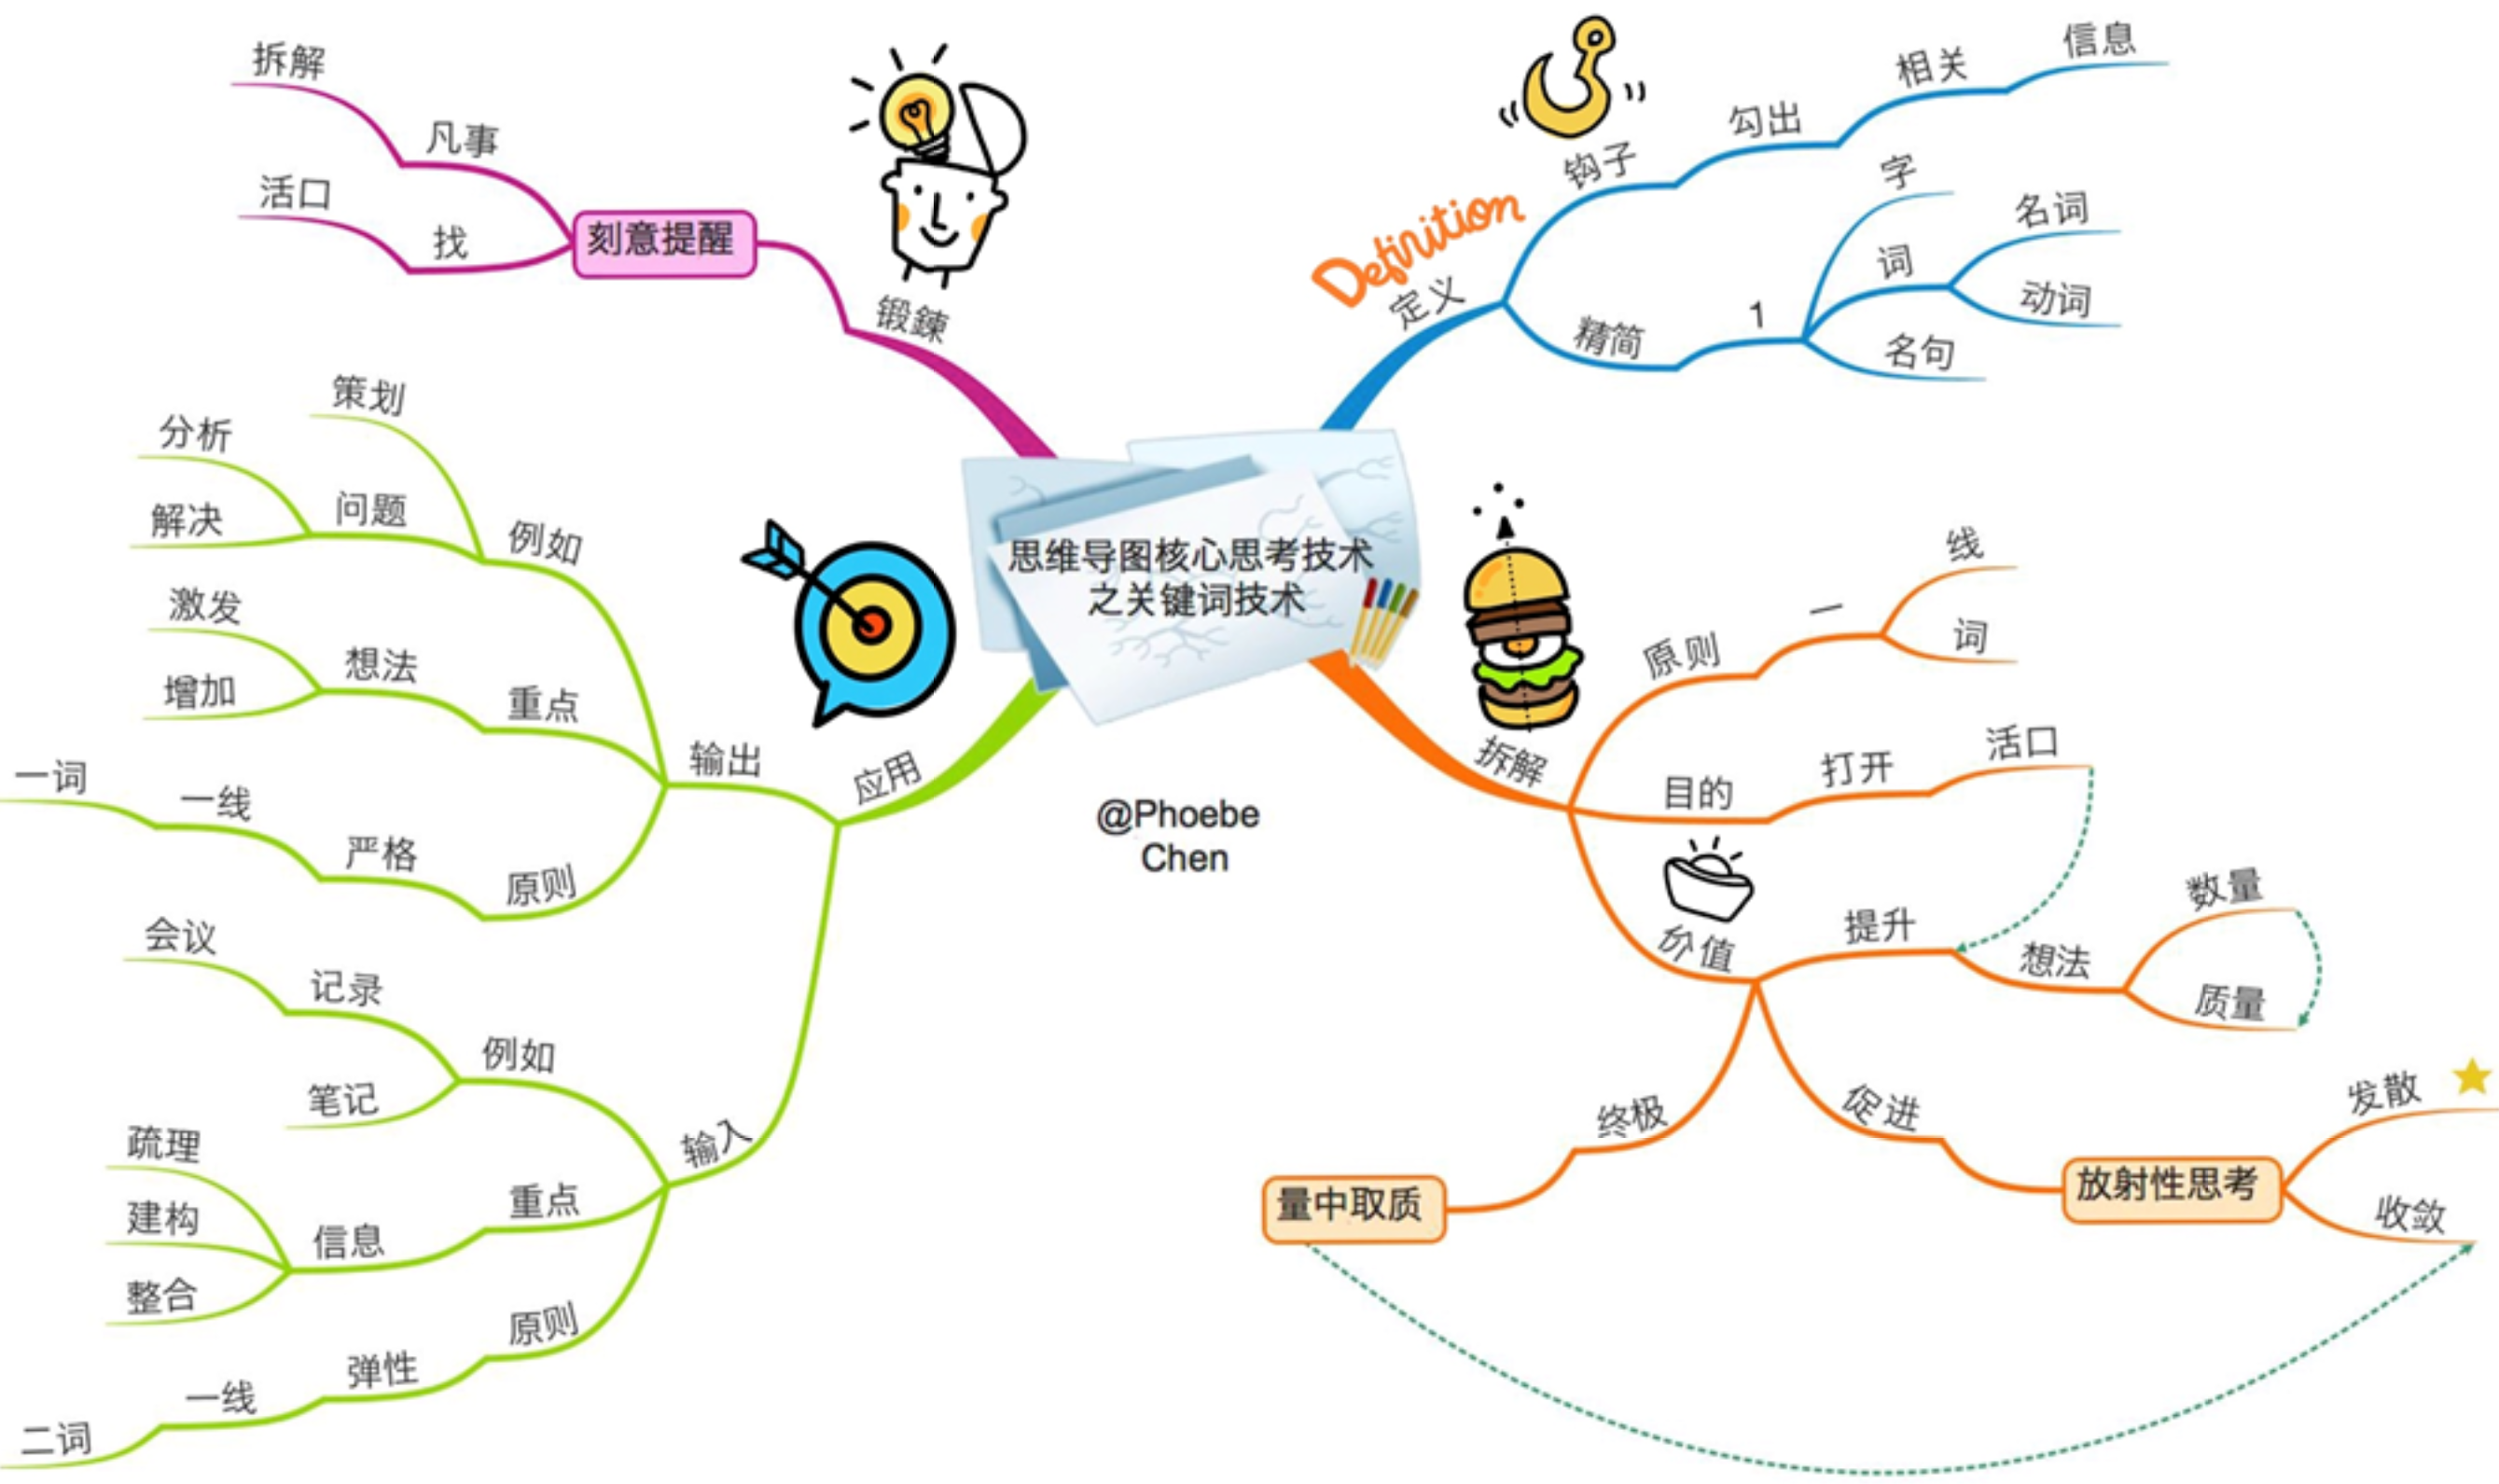 思维导图核心思考技术
之关键词技术
@Phoebe
Chen
Definition
定义
钩子
勾出
相关
信息
精简
1
字
词
名词
动词
名句
拆解
原则
一
线
词
目的
打开
活口
价值
提升
想法
数量
质量
促进
放射性思考
发散
收敛
终极
量中取质
应用
输出
例如
策划
问题
分析
解决
重点
想法
激发
增加
原则
严格
一线
一词
输入
例如
记录
会议
笔记
重点
信息
疏理
建构
整合
原则
弹性
一线
二词
锻鍊
刻意提醒
凡事
拆解
找
活口